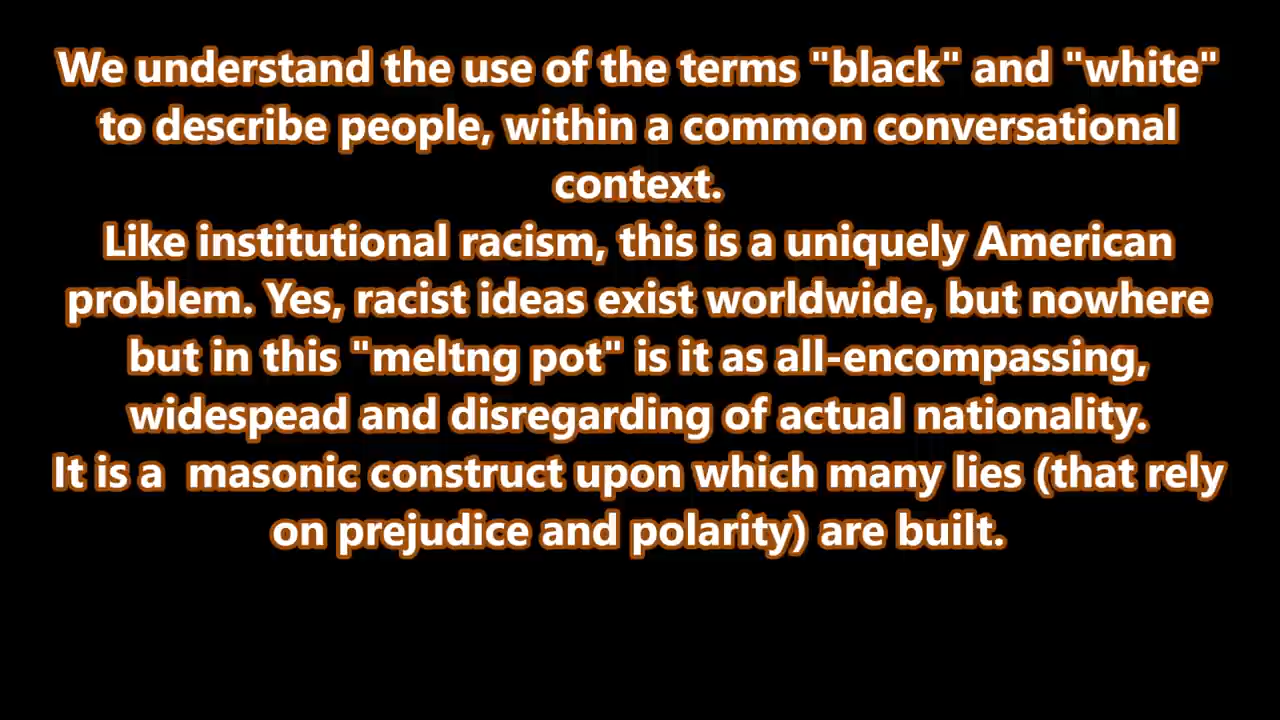 We understand the use of the terms "black" and "white"
to describe people, within a common conversational
context.
Like institutional racism, this is a uniquely American
problem. Yes, racist ideas exist worldwide, but nowhere
but in this "meltng pot" is it as all-encompassing,
widespead and disregarding of actual nationality.
It is a  masonic construct upon which many lies (that rely
on prejudice and polarity) are built.